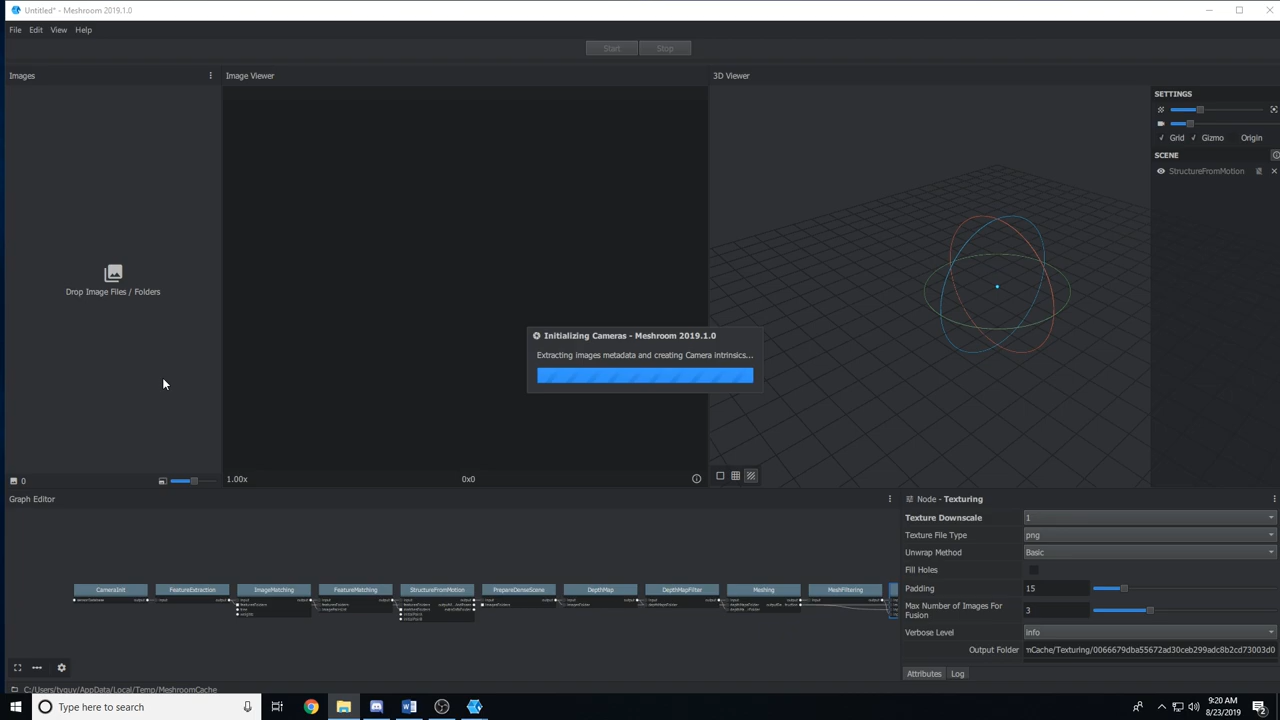 Untitled* - Meshroom 2019.1.0
File Edit View Help
Start Stop
Images
Image Viewer
3D Viewer
SETTINGS
Grid Gizmo Origin
SCENE
StructureFromMotion
Drop Image Files / Folders
Initializing Cameras - Meshroom 2019.1.0
Extracting images metadata and creating Camera intrinsics...
0
1.00x
0x0
Graph Editor
CameraInit
FeatureExtraction
ImageMatching
FeatureMatching
StructureFromMotion
PrepareDenseScene
DepthMap
DepthMapFilter
Meshing
MeshFiltering
Node - Texturing
Texture Downscale 1
Texture File Type png
Unwrap Method Basic
Fill Holes
Padding 15
Max Number of Images For
Fusion 3
Verbose Level info
Output Folder mCache/Texturing/0066679dba55672ad30ceb299adc8b2cd73003d0
Attributes Log
C:/Users/tyguy/AppData/Local/Temp/MeshroomCache
Type here to search
9:20 AM
8/23/2019
2